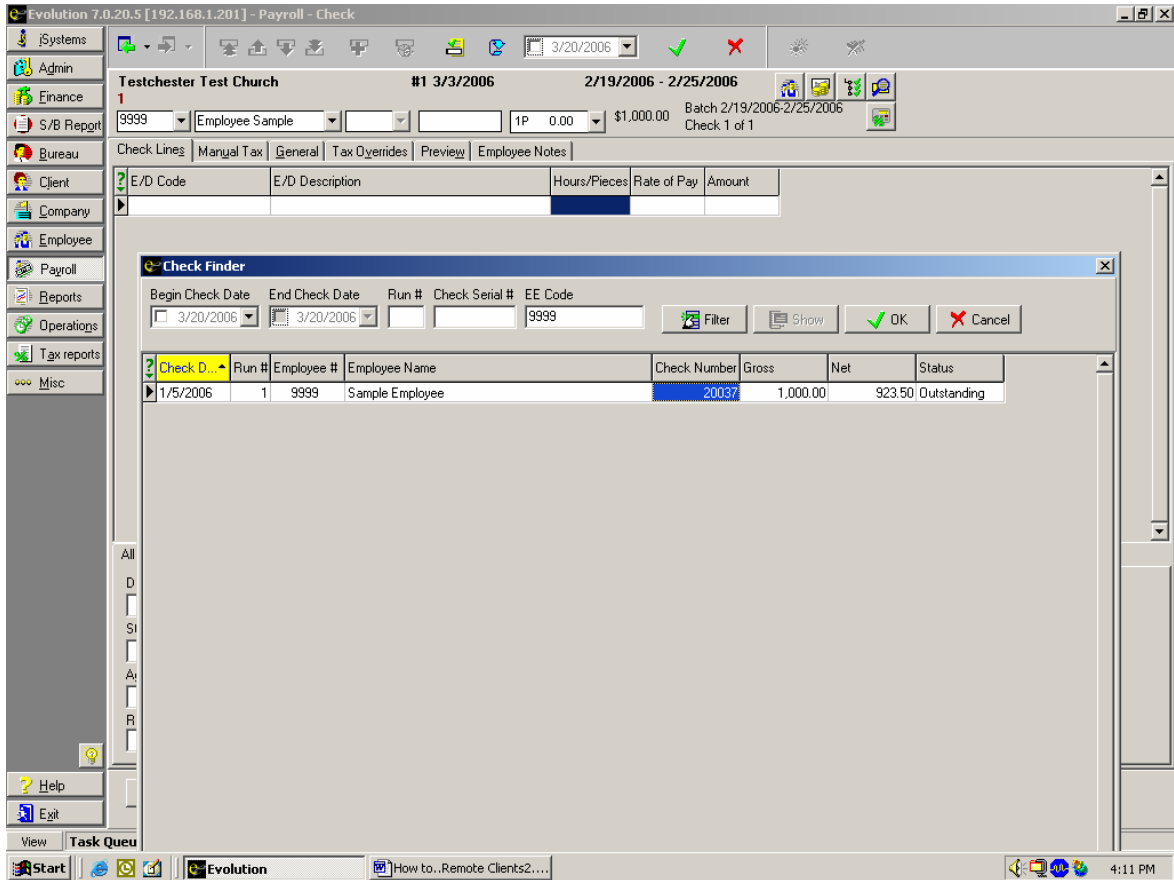 Evolution 7.0.20.5 [192.168.1.201] - Payroll - Check
iSystems
Admin
Finance
S/B Report
Bureau
Client
Company
Employee
Payroll
Reports
Operations
Tax reports
Misc
Help
Exit
View Task Queu
3/20/2006
Testchester Test Church #1 3/3/2006 2/19/2006 - 2/25/2006
1
9999 Employee Sample 1P 0.00 $1,000.00
Batch 2/19/2006-2/25/2006
Check 1 of 1
Check Lines Manual Tax General Tax Overrides Preview Employee Notes
? E/D Code E/D Description Hours/Pieces Rate of Pay Amount
Check Finder
Begin Check Date End Check Date Run # Check Serial # EE Code
3/20/2006 3/20/2006 9999 Filter Show OK Cancel
? Check D... Run # Employee # Employee Name Check Number Gross Net Status
1/5/2006 1 9999 Sample Employee 20037 1,000.00 923.50 Outstanding
All
D
R
Start Evolution How to..Remote Clients2.... 4:11 PM